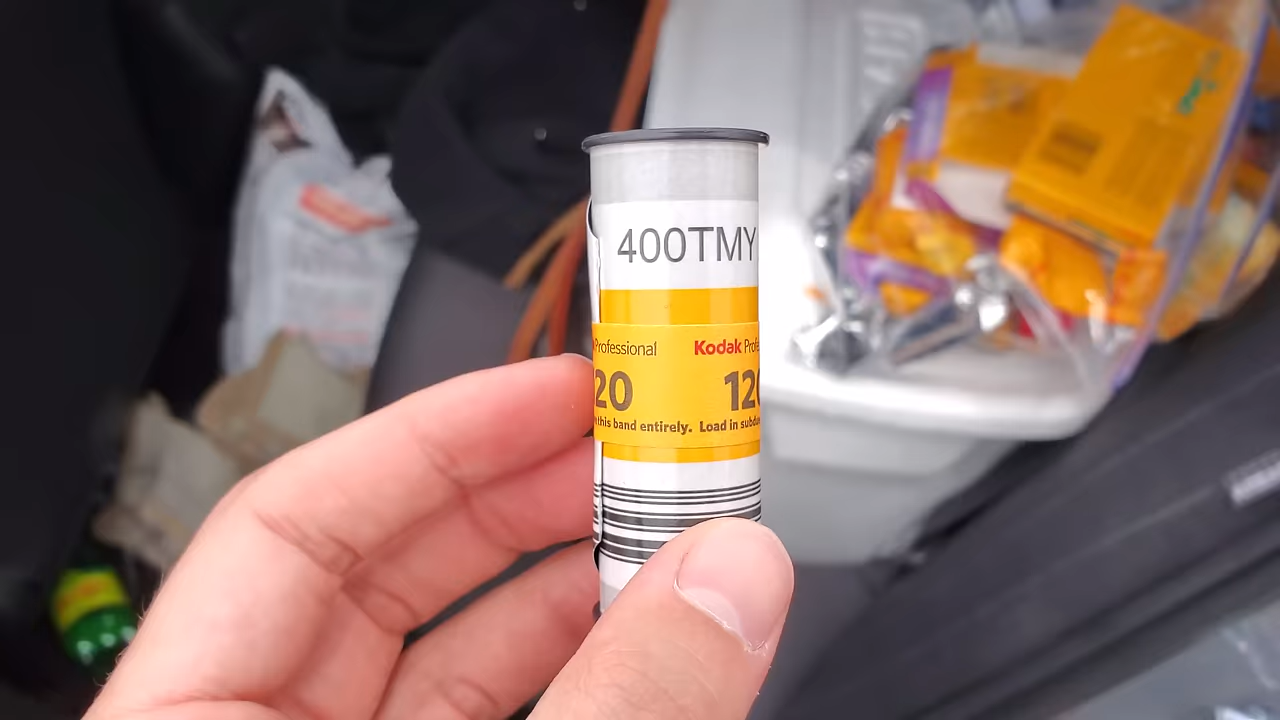 400TMY
Professional Kodak Profe
20 120
this band entirely. Load in subdu